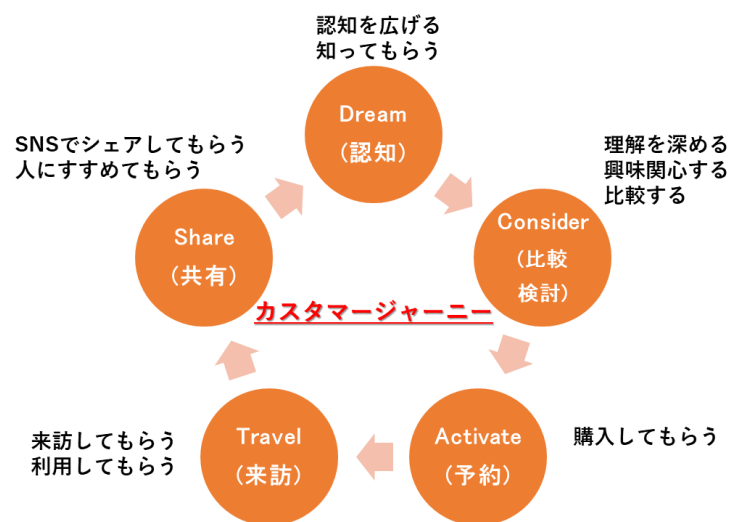 認知を広げる
知ってもらう
Dream
（認知）
SNSでシェアしてもらう
人にすすめてもらう
理解を深める
興味関心する
比較する
Share
（共有）
Consider
（比較
検討）
カスタマージャーニー
来訪してもらう
利用してもらう
Travel
（来訪）
Activate
（予約）
購入してもらう